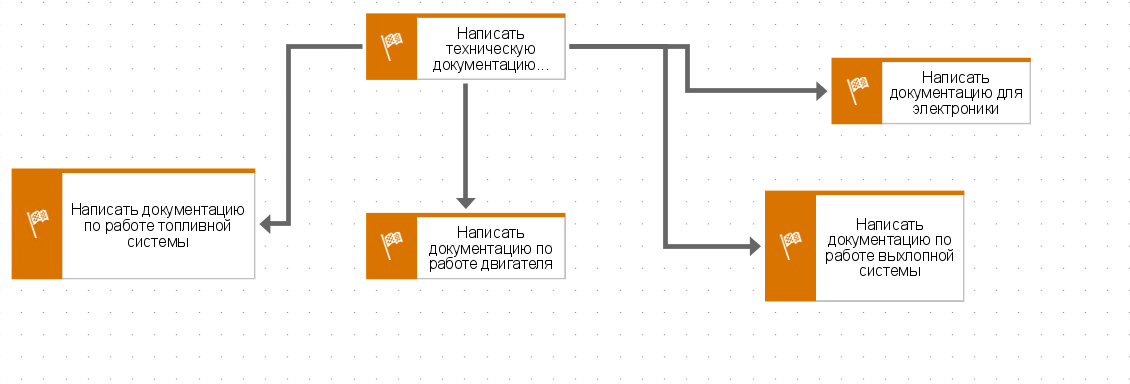 Написать
техническую
документацию...
Написать
документацию для
электроники
Написать документацию
по работе топливной
системы
Написать
документацию по
работе двигателя
Написать
документацию по
работе выхлопной
системы